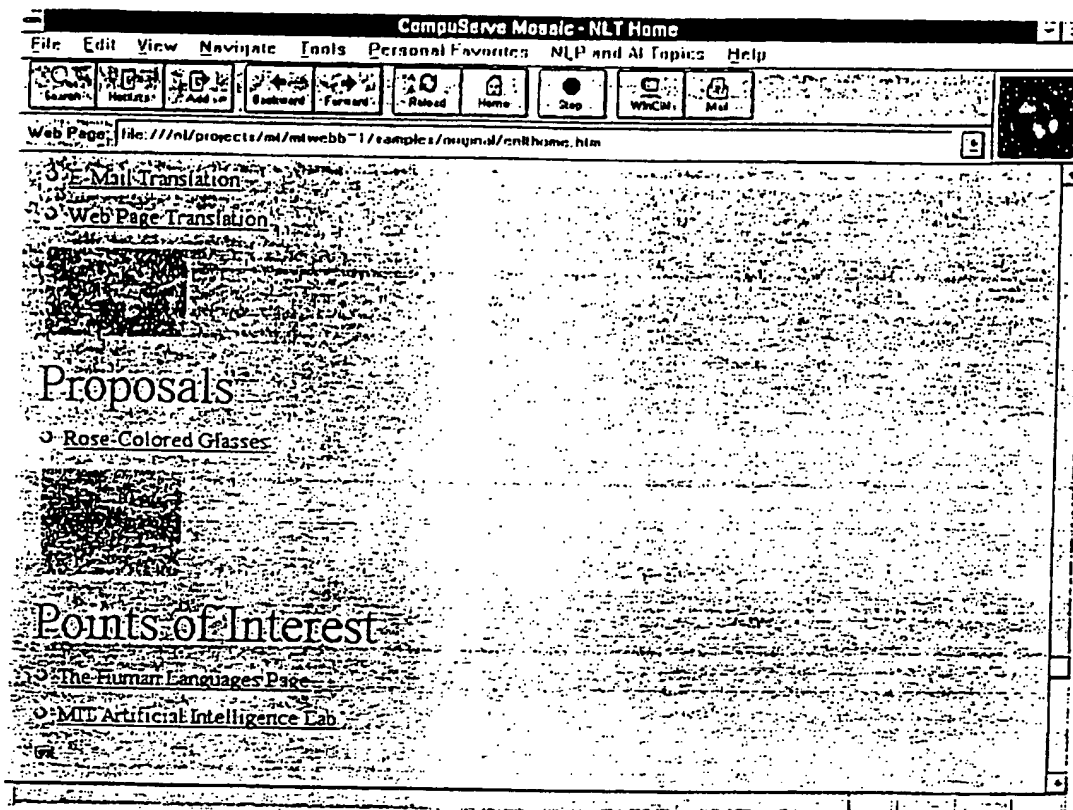 CompuServe Mosaic - NLT Home
File Edit View Navigate Tools Personal Favorites NLP and AI Topics Help
Search Hotlists Add Backward Forward Reload Home Stop WinCIM Mail
Web Page: file:///nl/projects/mt/mtwebb~1/samples/original/enlthome.htm
E-Mail Translation
Web Page Translation
Proposals
Rose-Colored Glasses
Points of Interest
The Human Languages Page
MIT Artificial Intelligence Lab